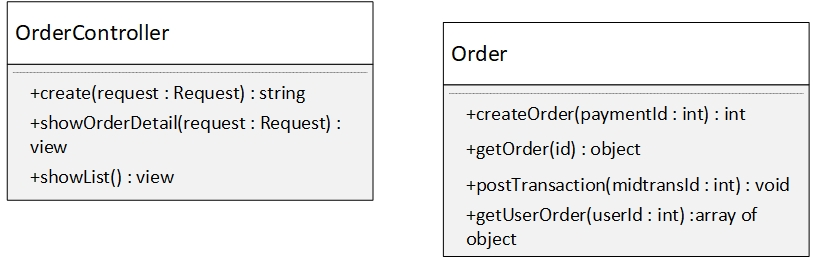 OrderController
+create(request : Request) : string
+showOrderDetail(request : Request) :
view
+showList() : view
Order
+createOrder(paymentId : int) : int
+getOrder(id) : object
+postTransaction(midtransId : int) : void
+getUserOrder(userId : int) :array of
object